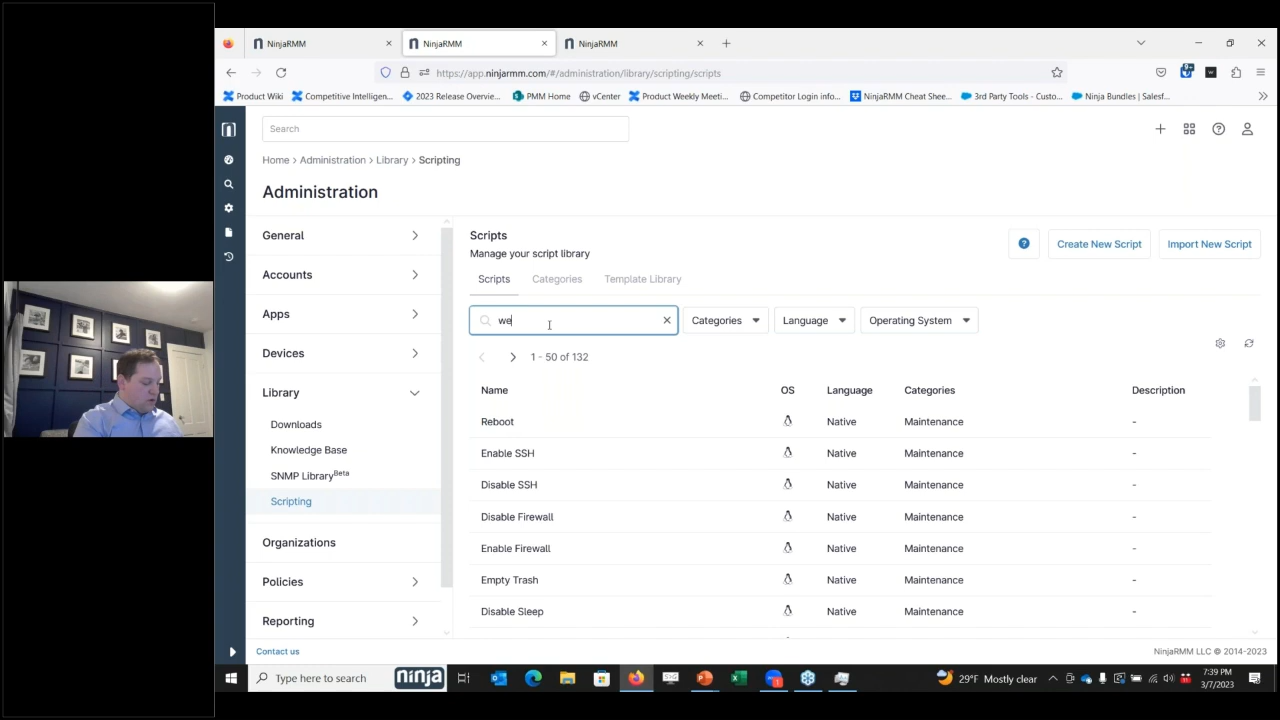 NinjaRMM
NinjaRMM
NinjaRMM
https://app.ninjarmm.com/#/administration/library/scripting/scripts
9+
Product Wiki
Competitive Intelligen...
2023 Release Overvie...
PMM Home
vCenter
Product Weekly Meeti...
Competitor Login info...
NinjaRMM Cheat Shee...
3rd Party Tools - Custo...
Ninja Bundles | Salesf...
Search
Home > Administration > Library > Scripting
Administration
General
Accounts
Apps
Devices
Library
Downloads
Knowledge Base
SNMP Library Beta
Scripting
Organizations
Policies
Reporting
Scripts
Manage your script library
Create New Script
Import New Script
Scripts
Categories
Template Library
we
Categories
Language
Operating System
1 - 50 of 132
Name OS Language Categories Description
Reboot Native Maintenance -
Enable SSH Native Maintenance -
Disable SSH Native Maintenance -
Disable Firewall Native Maintenance -
Enable Firewall Native Maintenance -
Empty Trash Native Maintenance -
Disable Sleep Native Maintenance -
Contact us
NinjaRMM LLC © 2014-2023
Type here to search
ninja
29°F Mostly clear
7:39 PM
3/7/2023